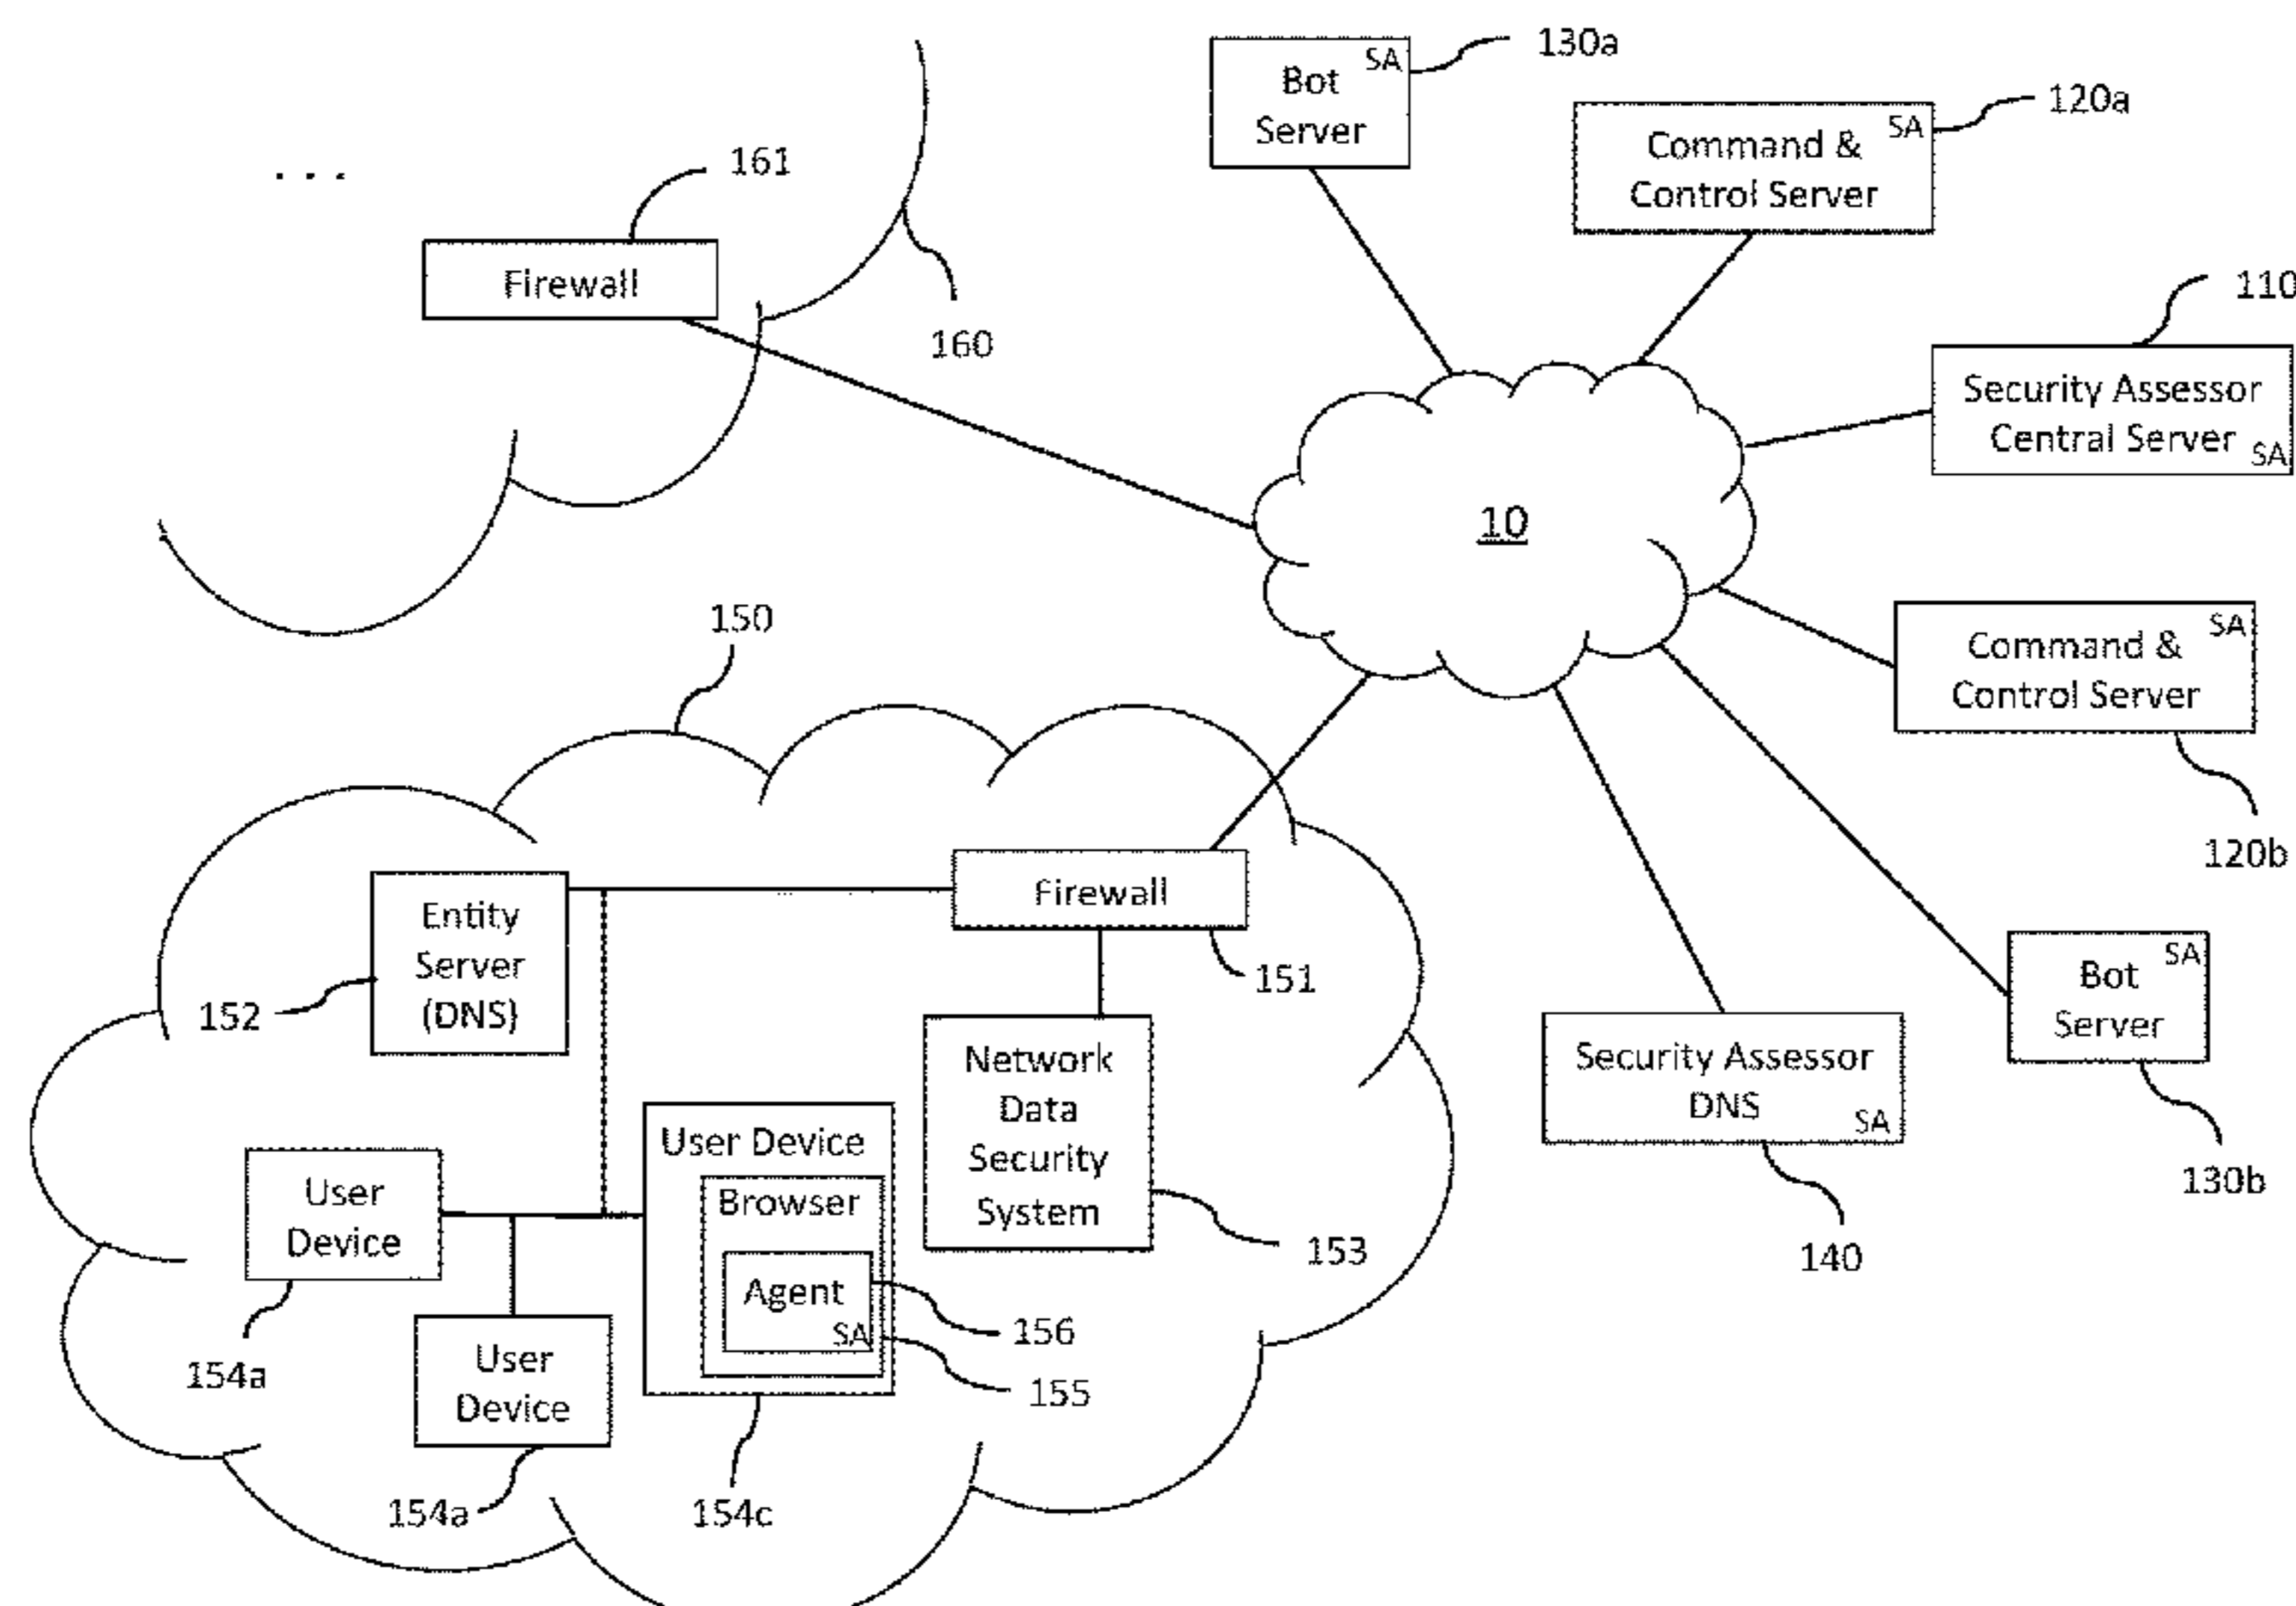 Bot
Server
SA
130a
Command &
Control Server
SA
120a
. . .
161
Firewall
160
110
Security Assessor
Central Server
SA
10
150
Command &
Control Server
SA
120b
Firewall
151
Entity
Server
(DNS)
152
Network
Data
Security
System
153
Bot
Server
SA
130b
Security Assessor
DNS
SA
140
User Device
Browser
Agent
SA
156
155
154c
User
Device
154a
User
Device
154a